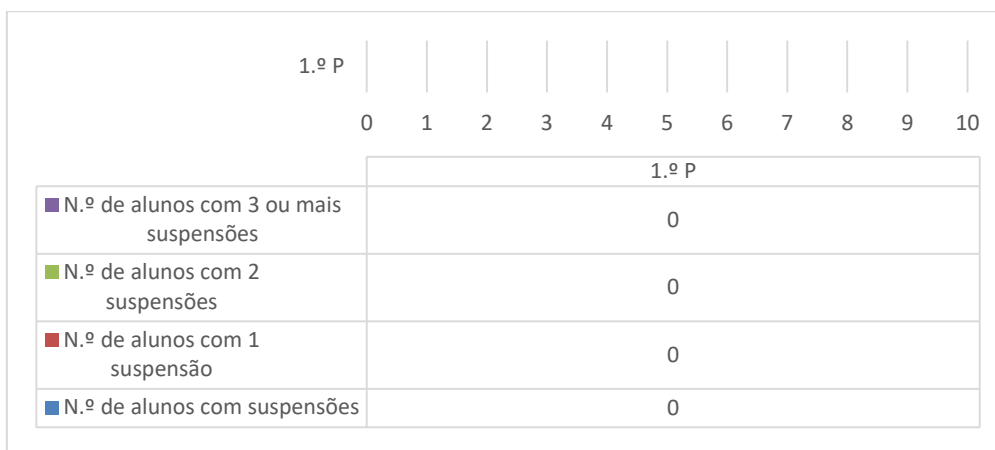 1.º P
0 1 2 3 4 5 6 7 8 9 10
1.º P
N.º de alunos com 3 ou mais
suspensões
0
N.º de alunos com 2
suspensões
0
N.º de alunos com 1
suspensão
0
N.º de alunos com suspensões
0